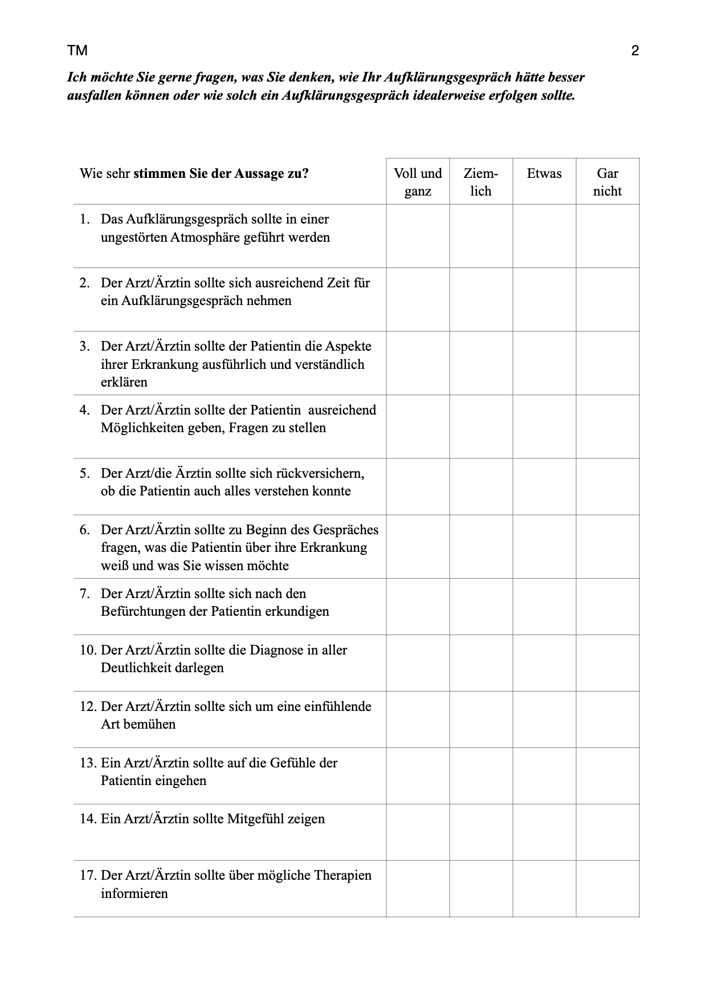 TM 2
Ich möchte Sie gerne fragen, was Sie denken, wie Ihr Aufklärungsgespräch hätte besser
ausfallen können oder wie solch ein Aufklärungsgespräch idealerweise erfolgen sollte.
Wie sehr stimmen Sie der Aussage zu? Voll und Ziem- Etwas Gar
ganz lich nicht
1. Das Aufklärungsgespräch sollte in einer
ungestörten Atmosphäre geführt werden
2. Der Arzt/Ärztin sollte sich ausreichend Zeit für
ein Aufklärungsgespräch nehmen
3. Der Arzt/Ärztin sollte der Patientin die Aspekte
ihrer Erkrankung ausführlich und verständlich
erklären
4. Der Arzt/Ärztin sollte der Patientin  ausreichend
Möglichkeiten geben, Fragen zu stellen
5. Der Arzt/die Ärztin sollte sich rückversichern,
ob die Patientin auch alles verstehen konnte
6. Der Arzt/Ärztin sollte zu Beginn des Gespräches
fragen, was die Patientin über ihre Erkrankung
weiß und was Sie wissen möchte
7. Der Arzt/Ärztin sollte sich nach den
Befürchtungen der Patientin erkundigen
10. Der Arzt/Ärztin sollte die Diagnose in aller
Deutlichkeit darlegen
12. Der Arzt/Ärztin sollte sich um eine einfühlende
Art bemühen
13. Ein Arzt/Ärztin sollte auf die Gefühle der
Patientin eingehen
14. Ein Arzt/Ärztin sollte Mitgefühl zeigen
17. Der Arzt/Ärztin sollte über mögliche Therapien
informieren